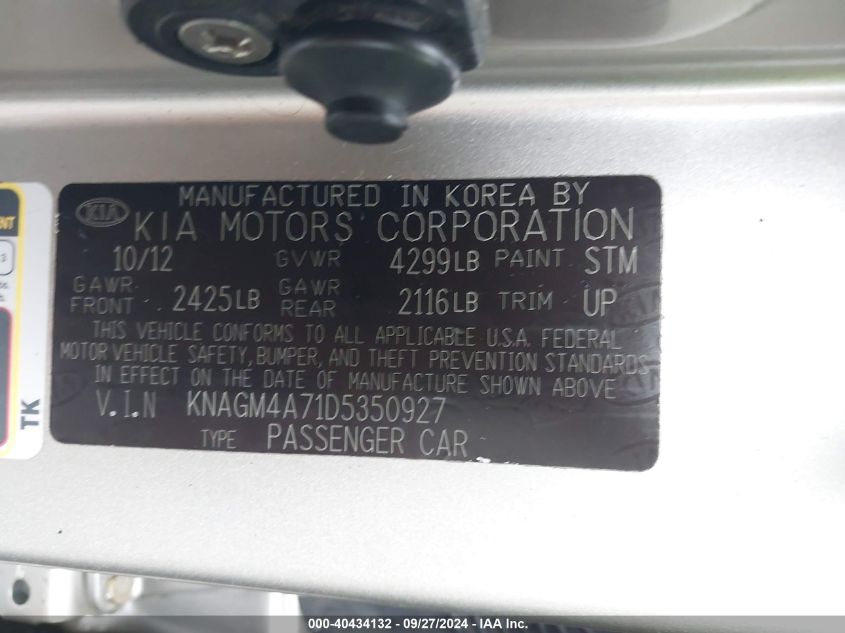 MANUFACTURED IN KOREA BY
KIA KIA MOTORS CORPORATION
10/12 GVWR 4299LB PAINT STM
GAWR FRONT 2425LB GAWR REAR 2116LB TRIM UP
THIS VEHICLE CONFORMS TO ALL APPLICABLE U.S.A. FEDERAL
MOTOR VEHICLE SAFETY, BUMPER, AND THEFT PREVENTION STANDARDS
IN EFFECT ON THE DATE OF MANUFACTURE SHOWN ABOVE
V.I.N KNAGM4A71D5350927
TYPE PASSENGER CAR
TK
000-40434132 - 09/27/2024 - IAA Inc.